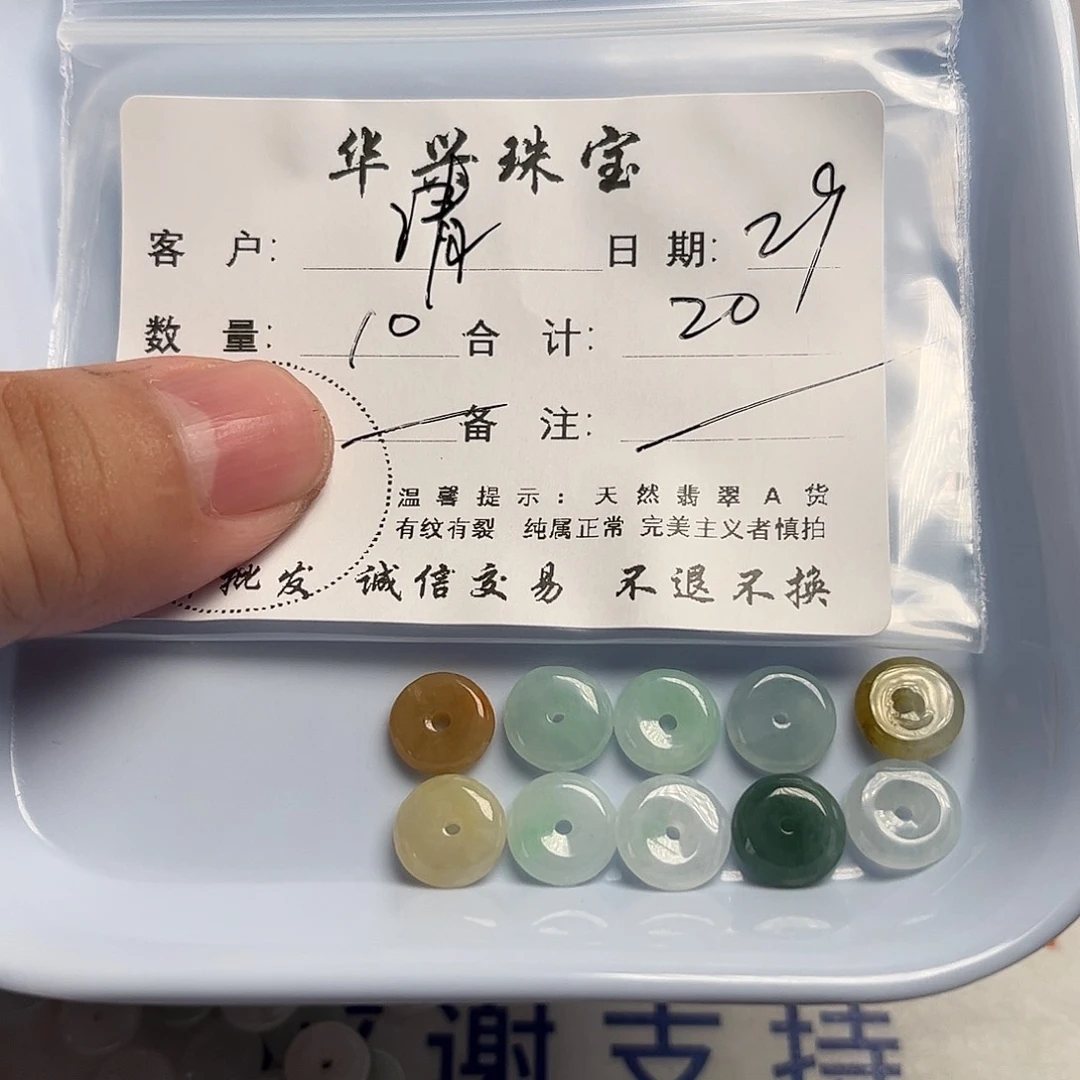 华兴珠宝
客 户: 清 日 期: 29
数 量: 10 合 计: 20
备 注:
温馨提示:天然翡翠A货
有纹有裂 纯属正常 完美主义者慎拍
批发 诚信交易 不退不换
谢支持